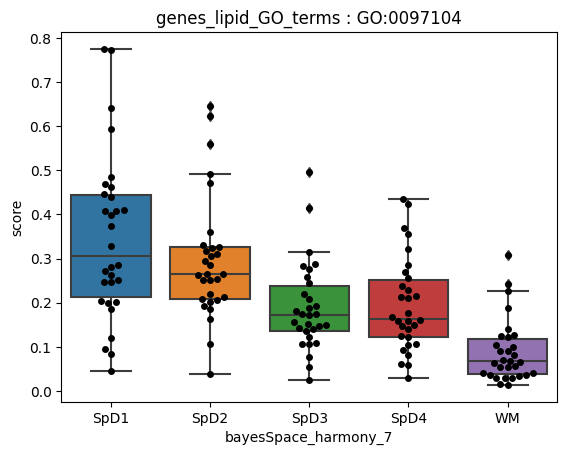 genes_lipid_GO_terms : GO:0097104
0.8
0.7
0.6
0.5
0.4
0.3
0.2
0.1
0.0
score
SpD1 SpD2 SpD3 SpD4 WM
bayesSpace_harmony_7